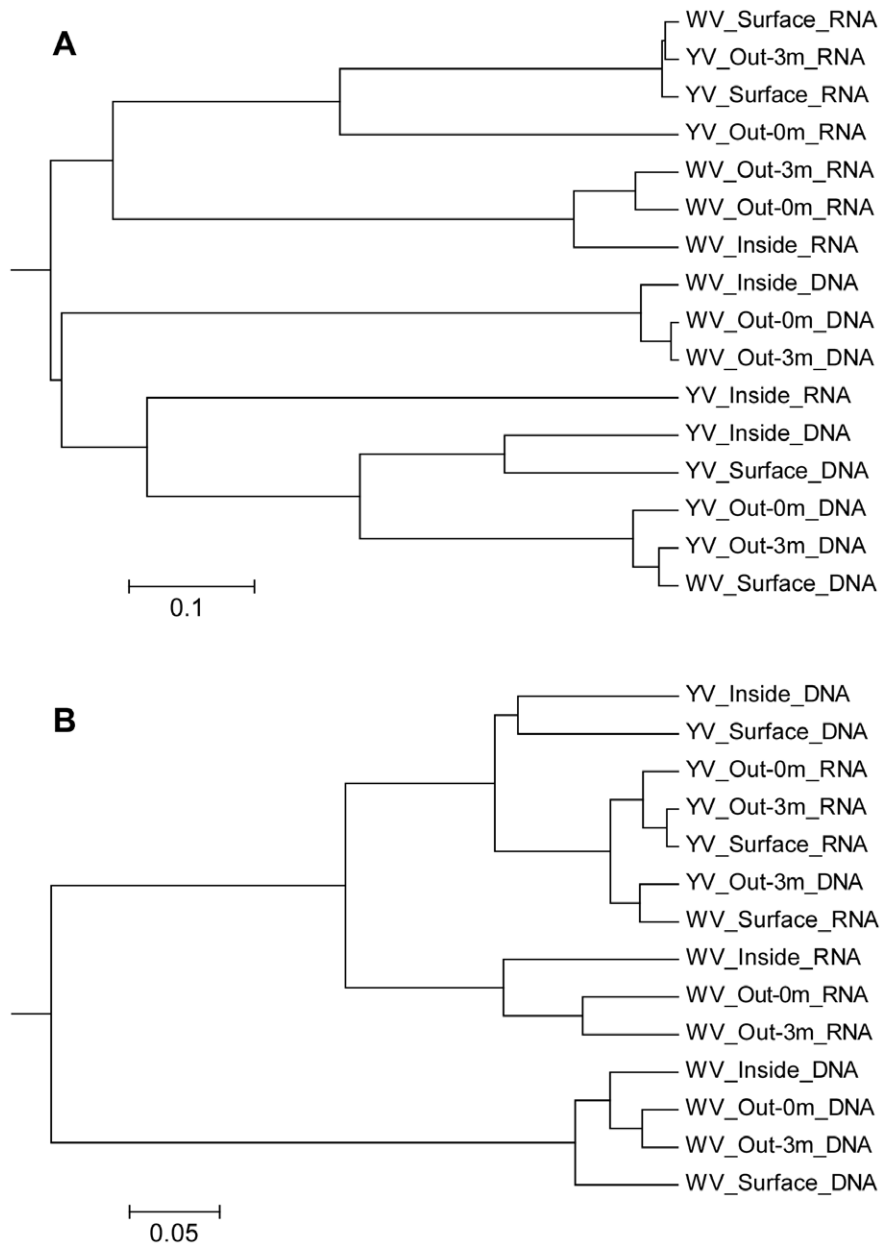 A
WV_Surface_RNA
YV_Out-3m_RNA
YV_Surface_RNA
YV_Out-0m_RNA
WV_Out-3m_RNA
WV_Out-0m_RNA
WV_Inside_RNA
WV_Inside_DNA
WV_Out-0m_DNA
WV_Out-3m_DNA
YV_Inside_RNA
YV_Inside_DNA
YV_Surface_DNA
YV_Out-0m_DNA
YV_Out-3m_DNA
WV_Surface_DNA
0.1
B
YV_Inside_DNA
YV_Surface_DNA
YV_Out-0m_RNA
YV_Out-3m_RNA
YV_Surface_RNA
YV_Out-3m_DNA
WV_Surface_RNA
WV_Inside_RNA
WV_Out-0m_RNA
WV_Out-3m_RNA
WV_Inside_DNA
WV_Out-0m_DNA
WV_Out-3m_DNA
WV_Surface_DNA
0.05